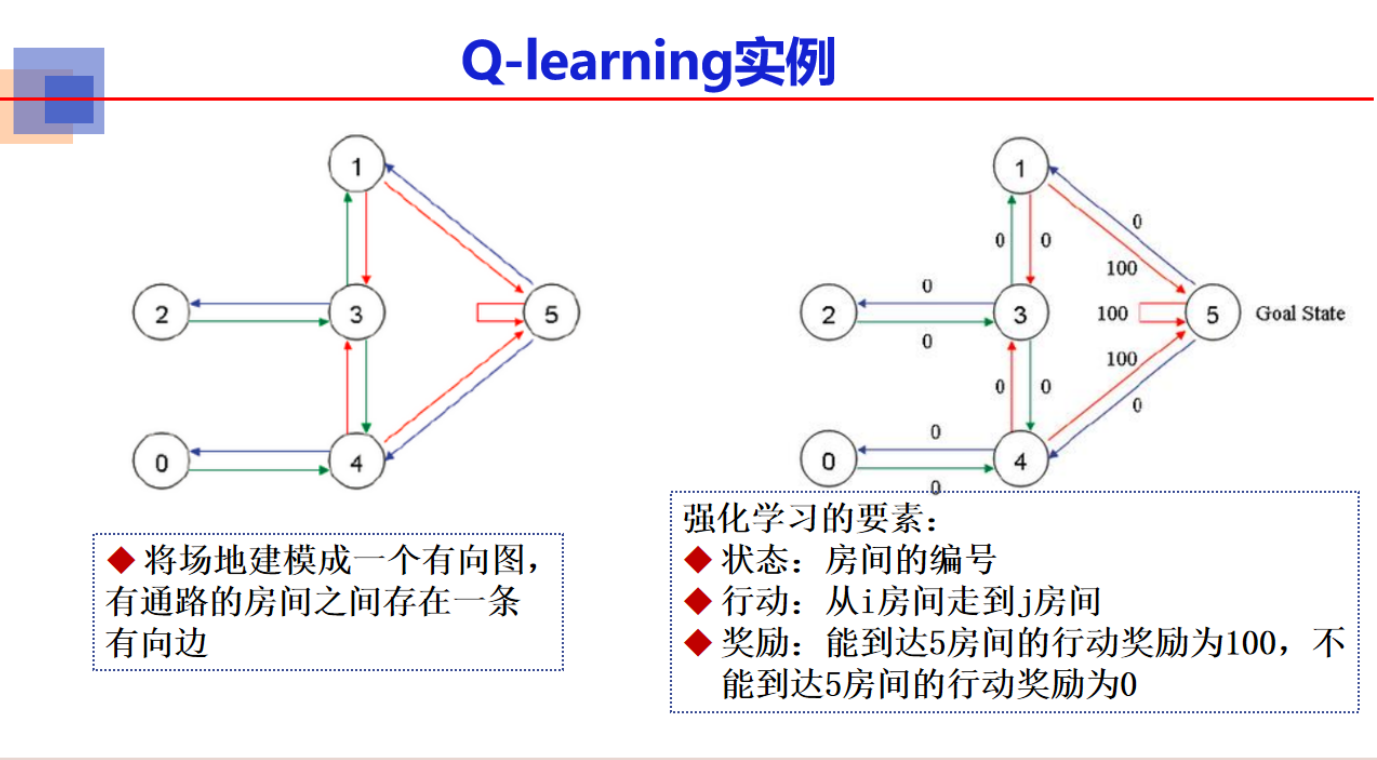 Q-learning实例
1
2
3
5
0
4
1
0
0
0
100
0
2
3
100
5
Goal State
0
100
0
0
0
0
0
4
0
◆ 将场地建模成一个有向图，
有通路的房间之间存在一条
有向边
强化学习的要素：
◆ 状态：房间的编号
◆ 行动：从i房间走到j房间
◆ 奖励：能到达5房间的行动奖励为100，不
能到达5房间的行动奖励为0